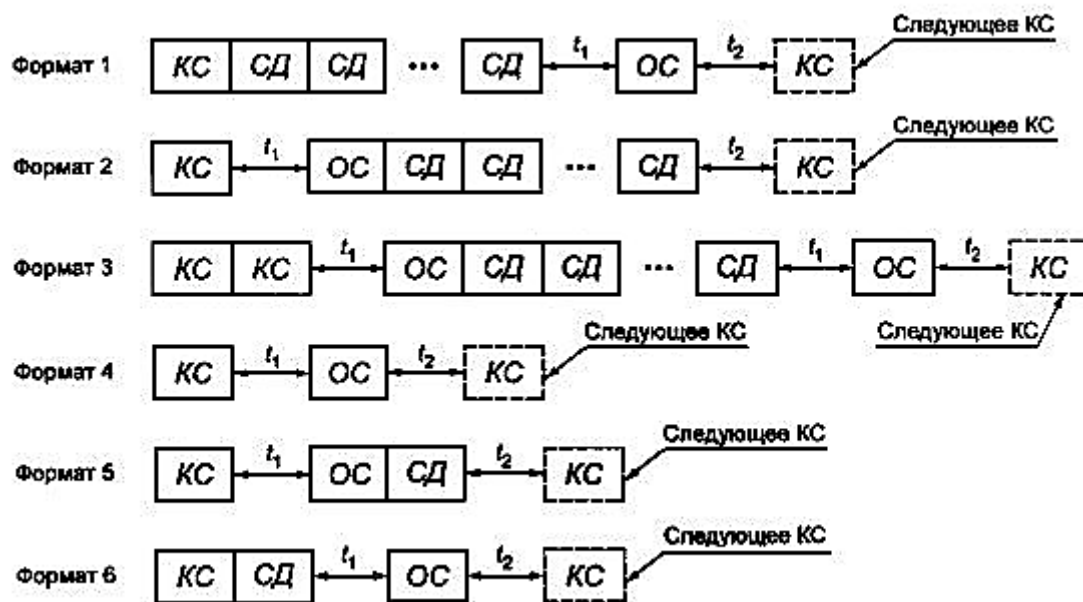 Следующее КС
Формат 1 КС СД СД ... СД t1 ОС t2 КС
Следующее КС
Формат 2 КС t1 ОС СД СД ... СД t2 КС
Формат 3 КС КС t1 ОС СД СД ... СД t1 ОС t2 КС
Следующее КС
Следующее КС
Формат 4 КС t1 ОС t2 КС
Следующее КС
Формат 5 КС t1 ОС СД t2 КС
Следующее КС
Формат 6 КС СД t1 ОС t2 КС